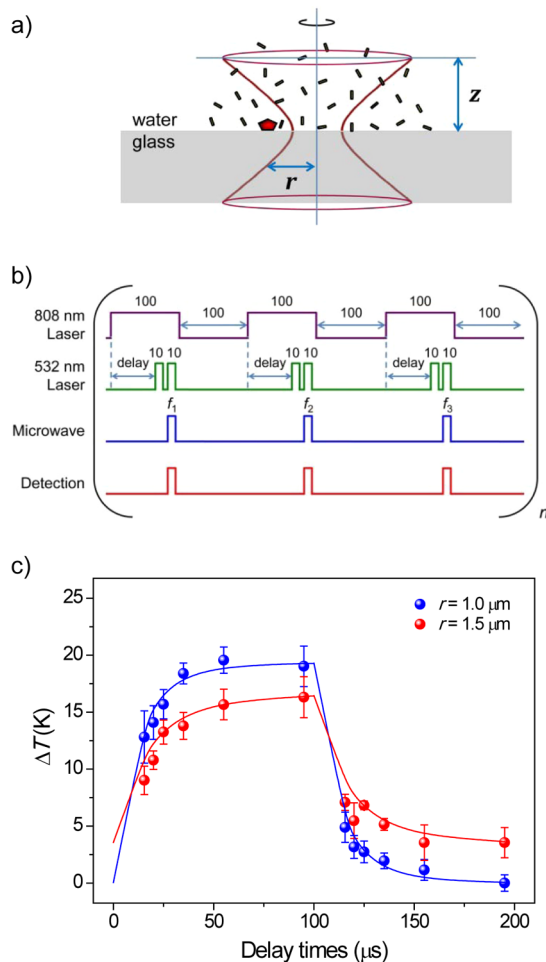 a)
water
glass
z
r
b)
808 nm
Laser
100 100 100 100 100 100
532 nm
Laser
delay 10 10 delay 10 10 delay 10 10
Microwave
f1 f2 f3
Detection
n
c)
r = 1.0 μm
r = 1.5 μm
ΔT(K)
25
20
15
10
5
0
0 50 100 150 200
Delay times (μs)